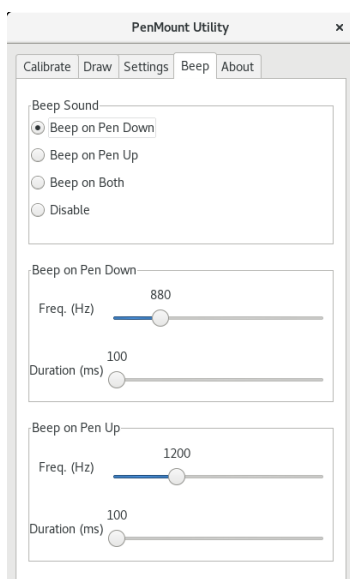 PenMount Utility ×
Calibrate Draw Settings Beep About
Beep Sound
Beep on Pen Down
Beep on Pen Up
Beep on Both
Disable
Beep on Pen Down
880
Freq. (Hz)
100
Duration (ms)
Beep on Pen Up
1200
Freq. (Hz)
100
Duration (ms)